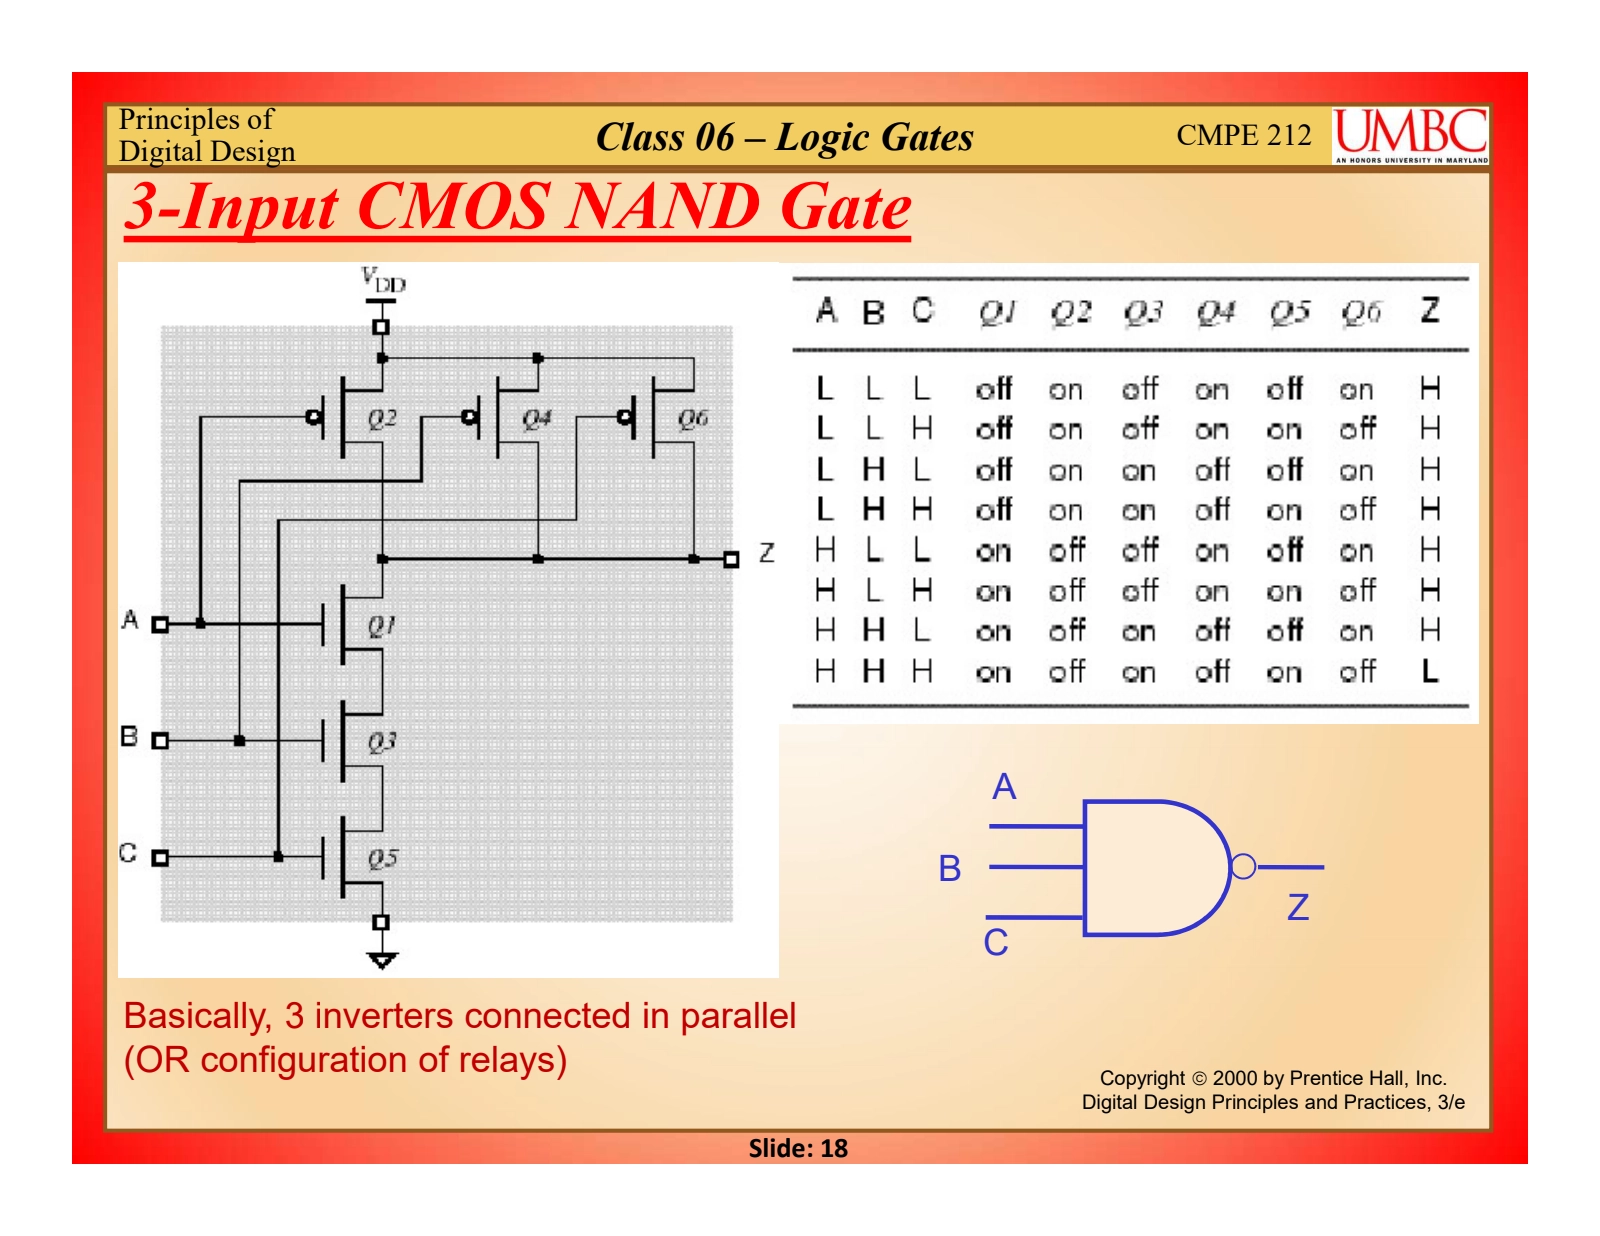 Principles of
Digital Design
Class 06 – Logic Gates
CMPE 212
UMBC
AN HONORS UNIVERSITY IN MARYLAND
3-Input CMOS NAND Gate
VDD
Q2 Q4 Q6
Z
A
Q1
B
Q3
C
Q5
A B C Q1 Q2 Q3 Q4 Q5 Q6 Z
L L L off on off on off on H
L L H off on off on on off H
L H L off on on off off on H
L H H off on on off on off H
H L L on off off on off on H
H L H on off off on on off H
H H L on off on off off on H
H H H on off on off on off L
A
B
Z
C
Basically, 3 inverters connected in parallel
(OR configuration of relays)
Copyright © 2000 by Prentice Hall, Inc.
Digital Design Principles and Practices, 3/e
Slide: 18